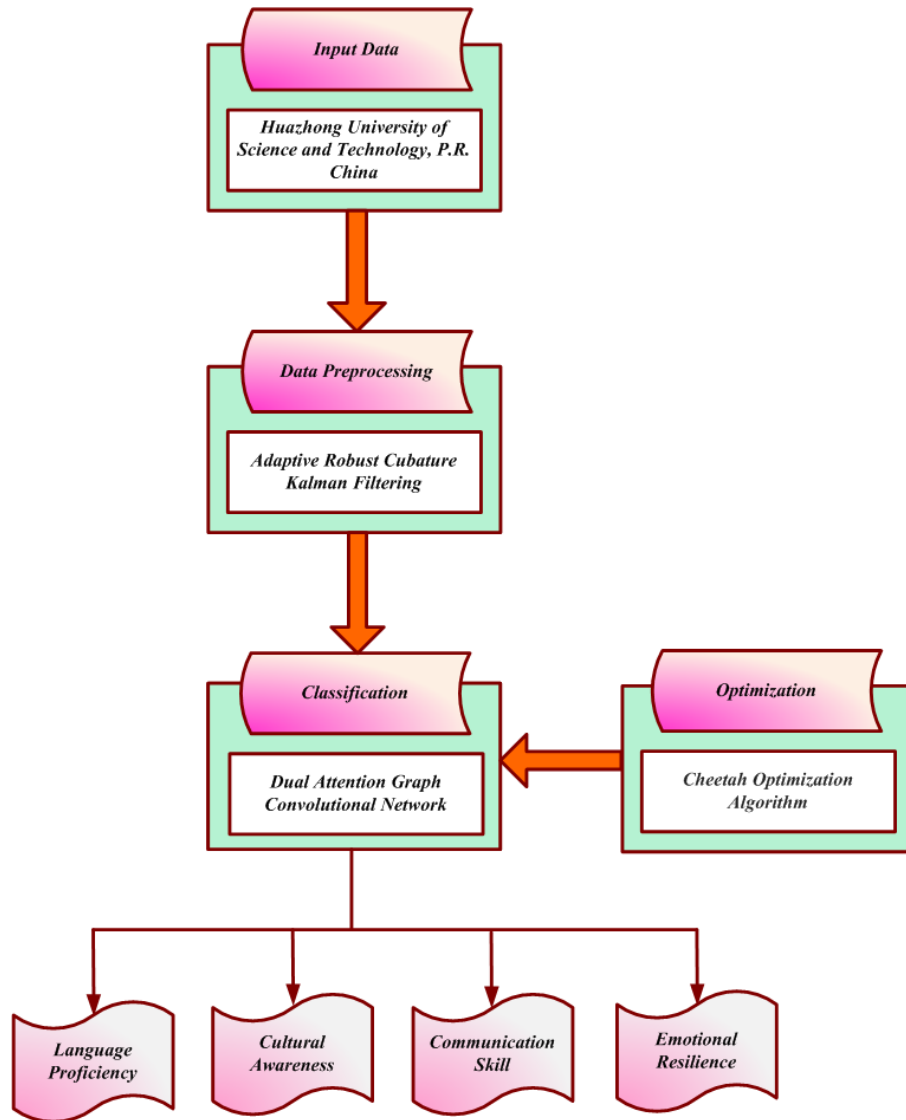 Input Data
Huazhong University of
Science and Technology, P.R.
China
Data Preprocessing
Adaptive Robust Cubature
Kalman Filtering
Classification
Dual Attention Graph
Convolutional Network
Optimization
Cheetah Optimization
Algorithm
Language
Proficiency
Cultural
Awareness
Communication
Skill
Emotional
Resilience